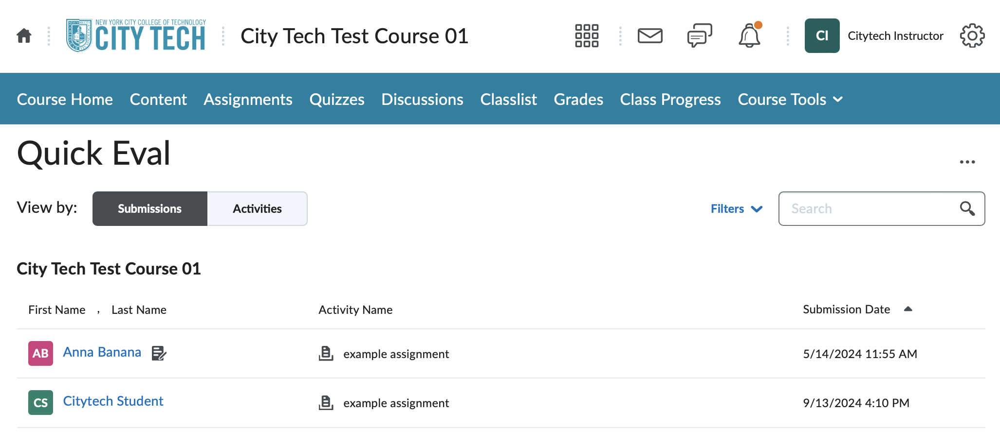 NEW YORK CITY COLLEGE OF TECHNOLOGY
CITY TECH
City Tech Test Course 01
CI
Citytech Instructor
Course Home Content Assignments Quizzes Discussions Classlist Grades Class Progress Course Tools
Quick Eval
View by: Submissions Activities Filters Search
City Tech Test Course 01
First Name , Last Name Activity Name Submission Date
AB Anna Banana example assignment 5/14/2024 11:55 AM
CS Citytech Student example assignment 9/13/2024 4:10 PM